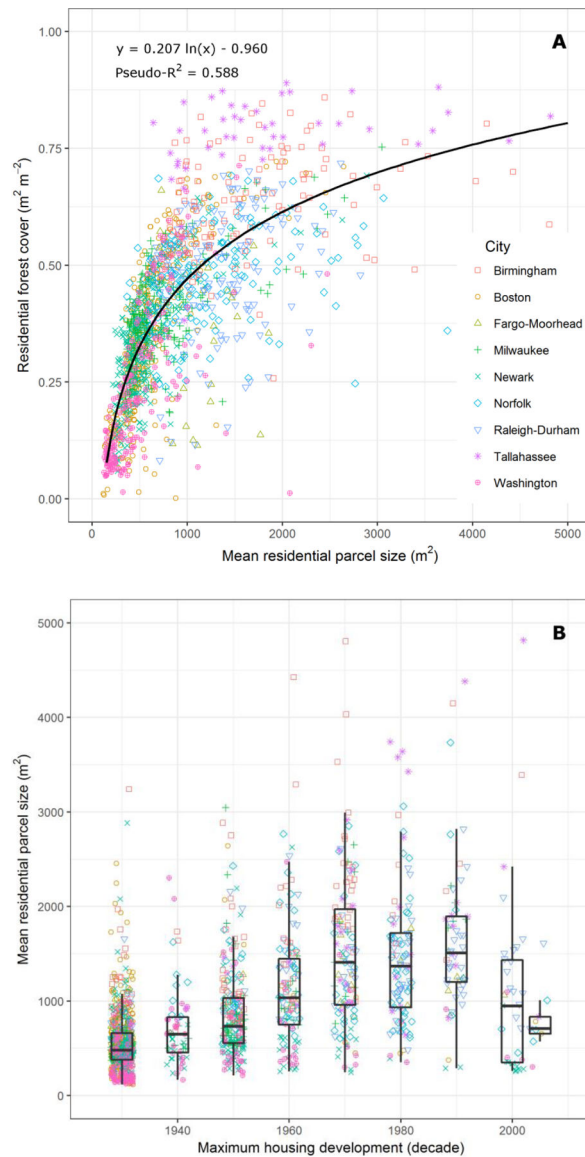 A
y = 0.207 ln(x) - 0.960
Pseudo-R² = 0.588
1.00
0.75
0.50
0.25
0.00
Residential forest cover (m² m⁻²)
City
Birmingham
Boston
Fargo-Moorhead
Milwaukee
Newark
Norfolk
Raleigh-Durham
Tallahassee
Washington
0 1000 2000 3000 4000 5000
Mean residential parcel size (m²)
B
5000
4000
3000
2000
1000
0
Mean residential parcel size (m²)
1940 1960 1980 2000
Maximum housing development (decade)